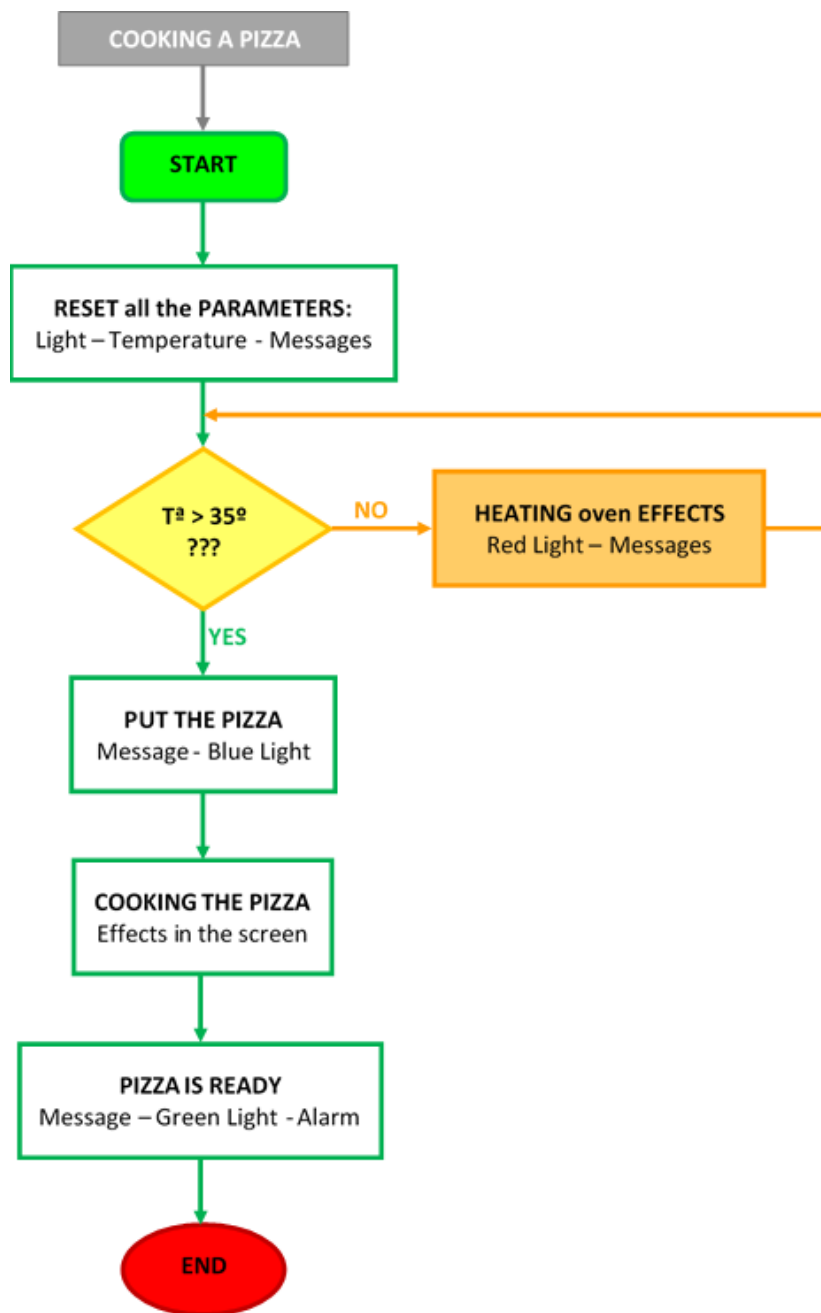 COOKING A PIZZA
START
RESET all the PARAMETERS:
Light – Temperature - Messages
Tª > 35º
???
NO
HEATING oven EFFECTS
Red Light – Messages
YES
PUT THE PIZZA
Message - Blue Light
COOKING THE PIZZA
Effects in the screen
PIZZA IS READY
Message – Green Light - Alarm
END